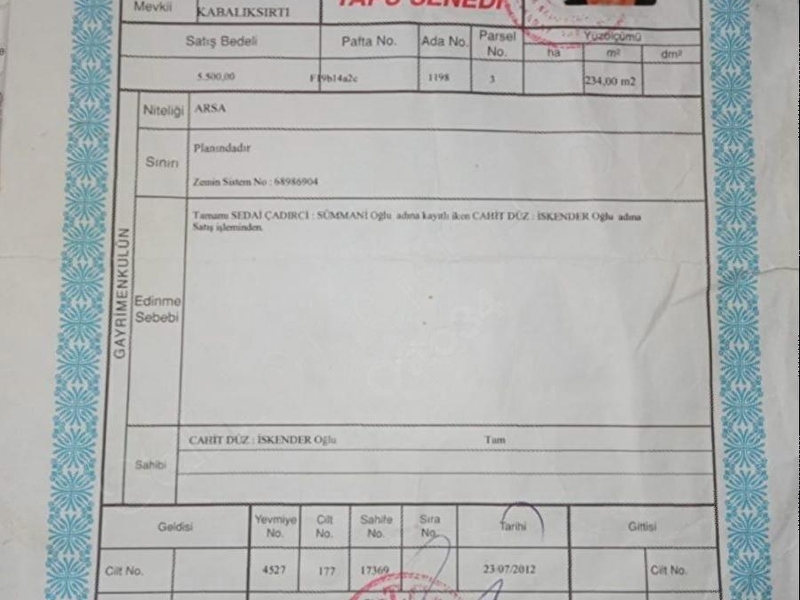 Mevkii KABALIKSIRTI
TAPU SENEDİ
Satış Bedeli Pafta No. Ada No. Parsel No. Yüzölçümü
ha m² dm²
5.500,00 F19b14a2c 1198 3 234,00 m2
GAYRİMENKULÜN
Niteliği ARSA
Sınırı Planındadır
Zemin Sistem No : 68986904
Edinme Sebebi
Tamamı SEDAİ ÇADIRCI : SÜMMANİ Oğlu adına kayıtlı iken CAHİT DÜZ : İSKENDER Oğlu adına
Satış işleminden.
Sahibi
CAHİT DÜZ : İSKENDER Oğlu Tam
Geldisi Yevmiye No. Cilt No. Sahife No. Sıra No. Tarihi Gittisi
Cilt No. 4527 177 17369 23/07/2012 Cilt No.